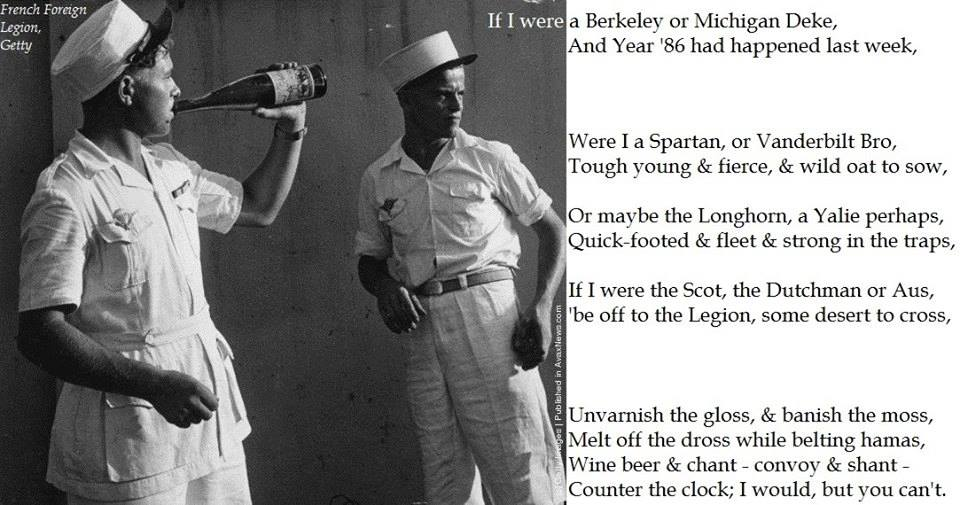 French Foreign
Legion,
Getty
If I were a Berkeley or Michigan Deke,
And Year '86 had happened last week,
Were I a Spartan, or Vanderbilt Bro,
Tough young & fierce, & wild oat to sow,
Or maybe the Longhorn, a Yalie perhaps,
Quick-footed & fleet & strong in the traps,
If I were the Scot, the Dutchman or Aus,
'be off to the Legion, some desert to cross,
Unvarnish the gloss, & banish the moss,
Melt off the dross while belting hamas,
Wine beer & chant - convoy & shant -
Counter the clock; I would, but you can't.
Images | Published in AvaxNews.com